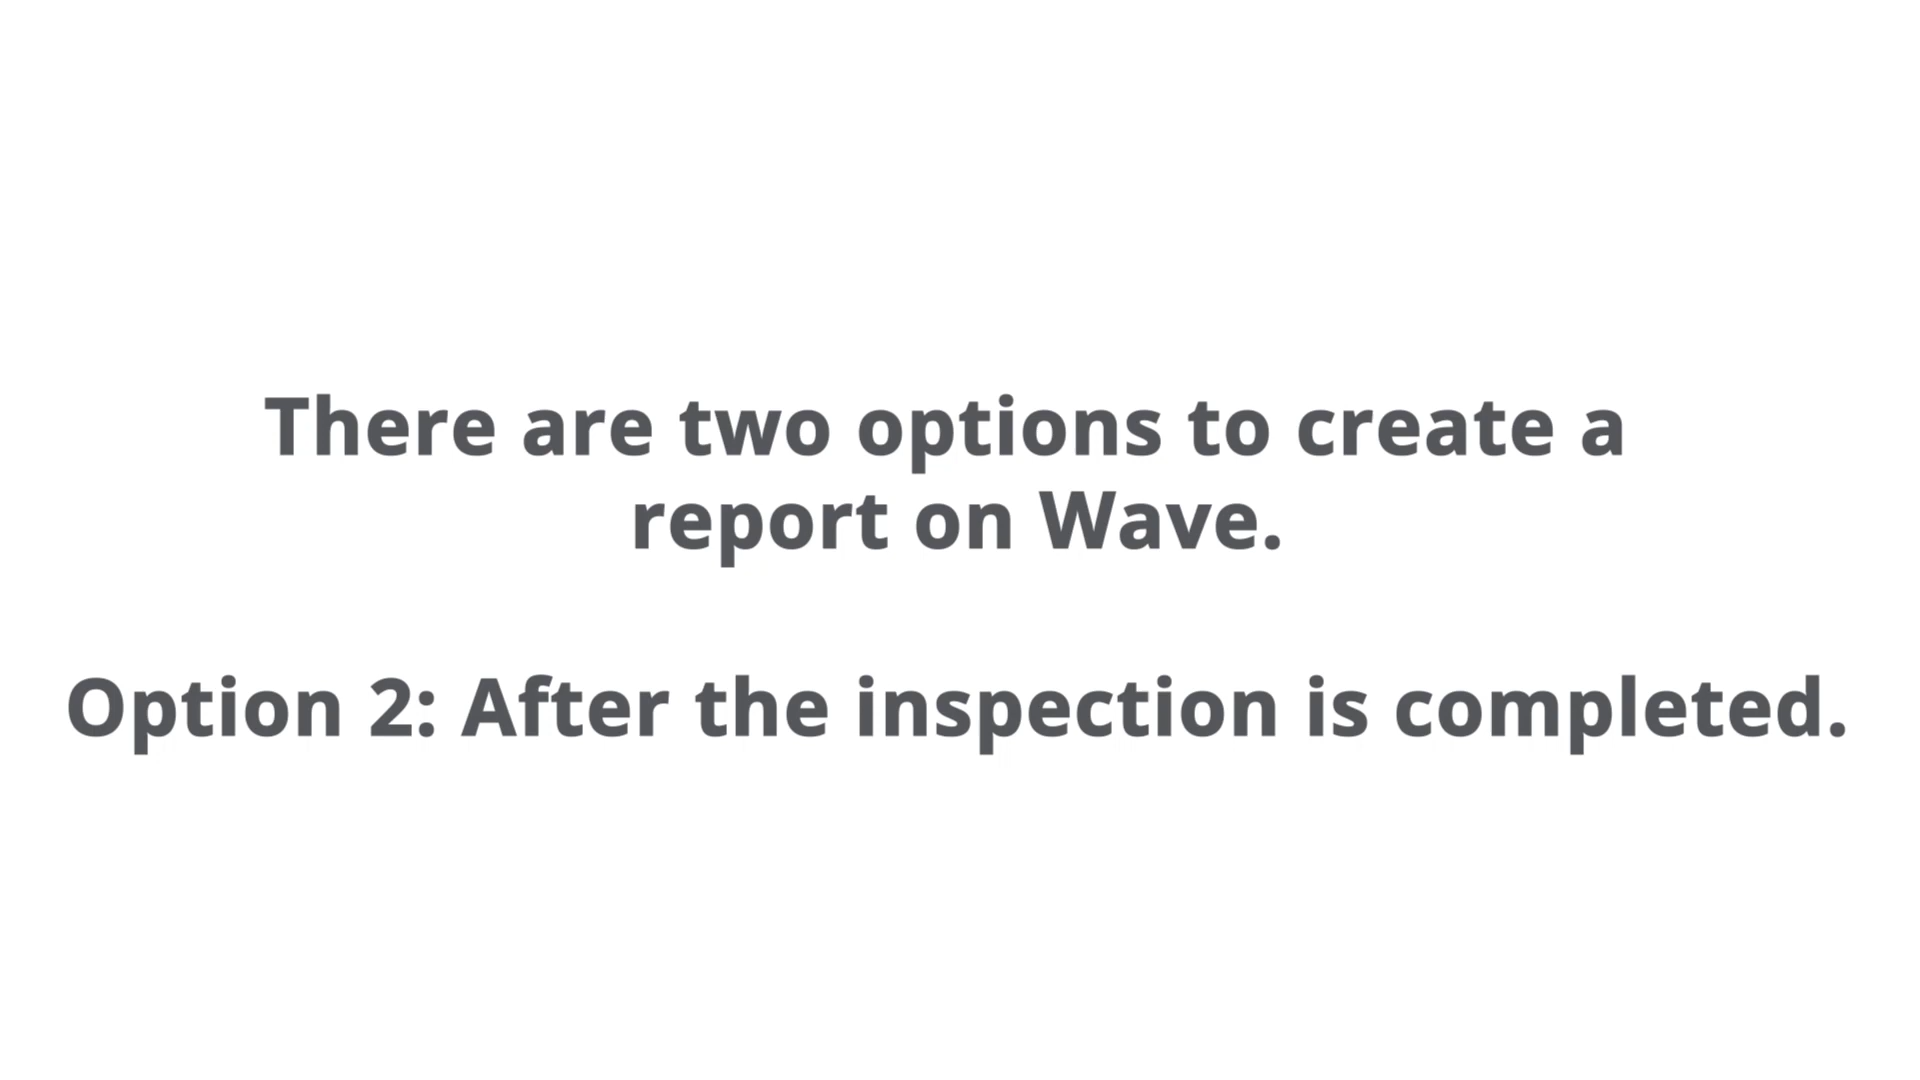 There are two options to create a
report on Wave.
Option 2: After the inspection is completed.